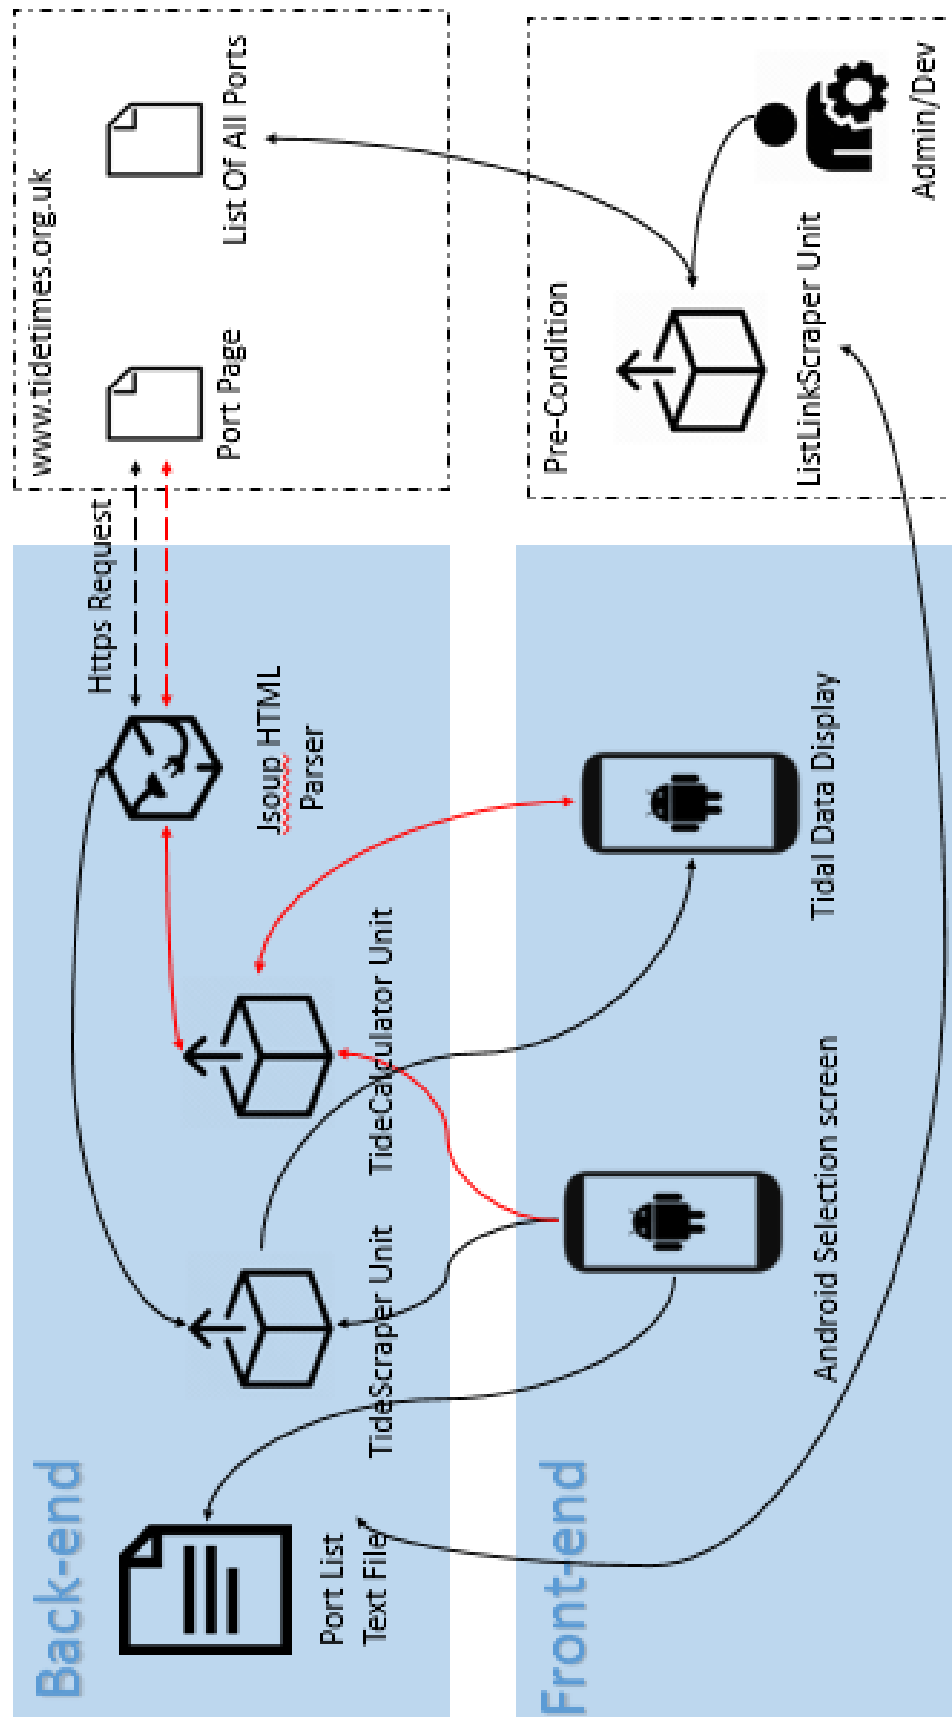 Back-end
Port List
Text File
TideScraper Unit
TideCalculator Unit
Jsoup HTML
Parser
Https Request
www.tidetimes.org.uk
Port Page
List Of All Ports
Front-end
Android Selection screen
Tidal Data Display
Pre-Condition
ListLinkScraper Unit
Admin/Dev